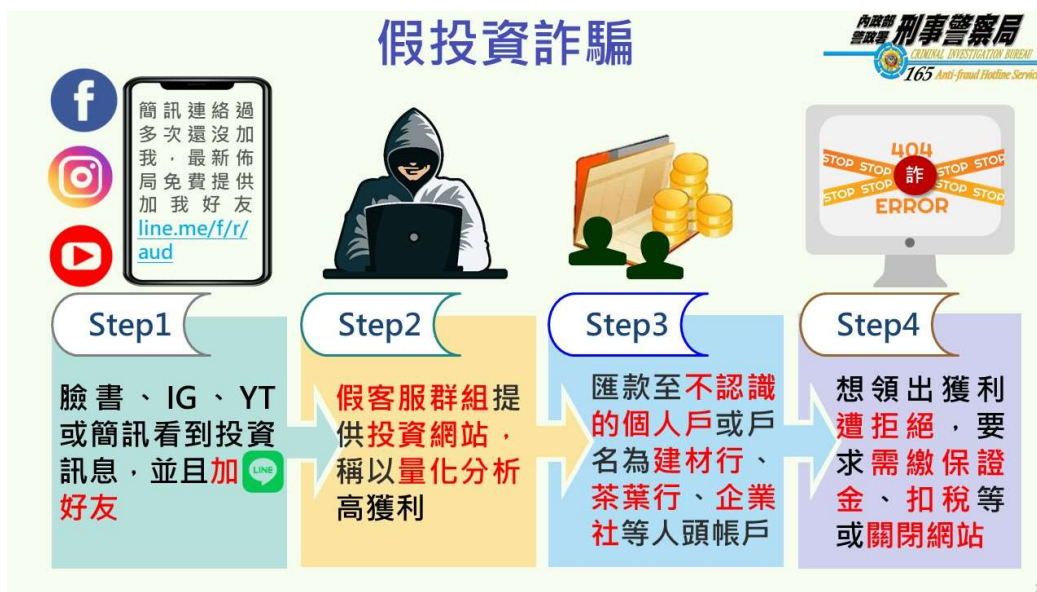 假投資詐騙
內政部
警政署
刑事警察局
CRIMINAL INVESTIGATION BUREAU
165 Anti-fraud Hotline Service
簡訊連絡過
多次還沒加
我，最新佈
局免費提供
加我好友
line.me/f/r/
aud
404
STOP STOP STOP STOP
詐
STOP STOP STOP STOP
ERROR
Step1
臉書、IG、YT
或簡訊看到投資
訊息，並且加LINE
好友
Step2
假客服群組提
供投資網站，
稱以量化分析
高獲利
Step3
匯款至不認識
的個人戶或戶
名為建材行、
茶葉行、企業
社等人頭帳戶
Step4
想領出獲利
遭拒絕，要
求需繳保證
金、扣稅等
或關閉網站